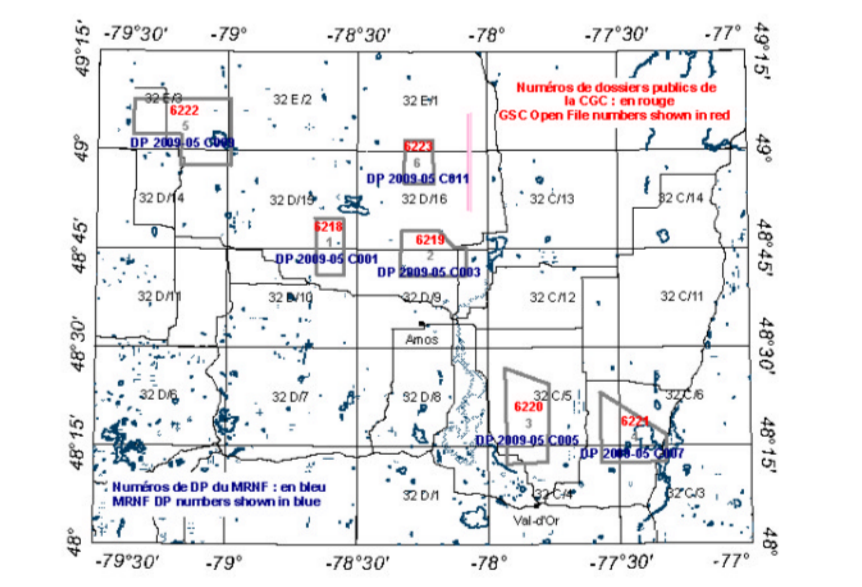 -79°30' -79° -78°30' -78° -77°30' -77°
49°15' 49°15'
Numéros de dossiers publics de
la CGC : en rouge
GSC Open File numbers shown in red
32 E/3 32 E/2 32 E/1
6222
5
DP 2009-05 C009
6223
6
DP 2009-05 C011
49° 49°
32 D/14 32 D/15 32 D/16 32 C/13 32 C/14
6218
1
DP 2009-05 C001
6219
2
DP 2009-05 C003
48°45' 48°45'
32 D/11 32 D/10 32 D/9 32 C/12 32 C/11
Amos
48°30' 48°30'
32 D/6 32 D/7 32 D/8 32 C/5 32 C/6
6220
3
DP 2009-05 C005
6221
DP 2009-05 C007
48°15' 48°15'
Numéros de DP du MRNF : en bleu
MRNF DP numbers shown in blue
32 D/1 32 C/4 32 C/3
Val-d'Or
48° 48°
-79°30' -79° -78°30' -78° -77°30' -77°